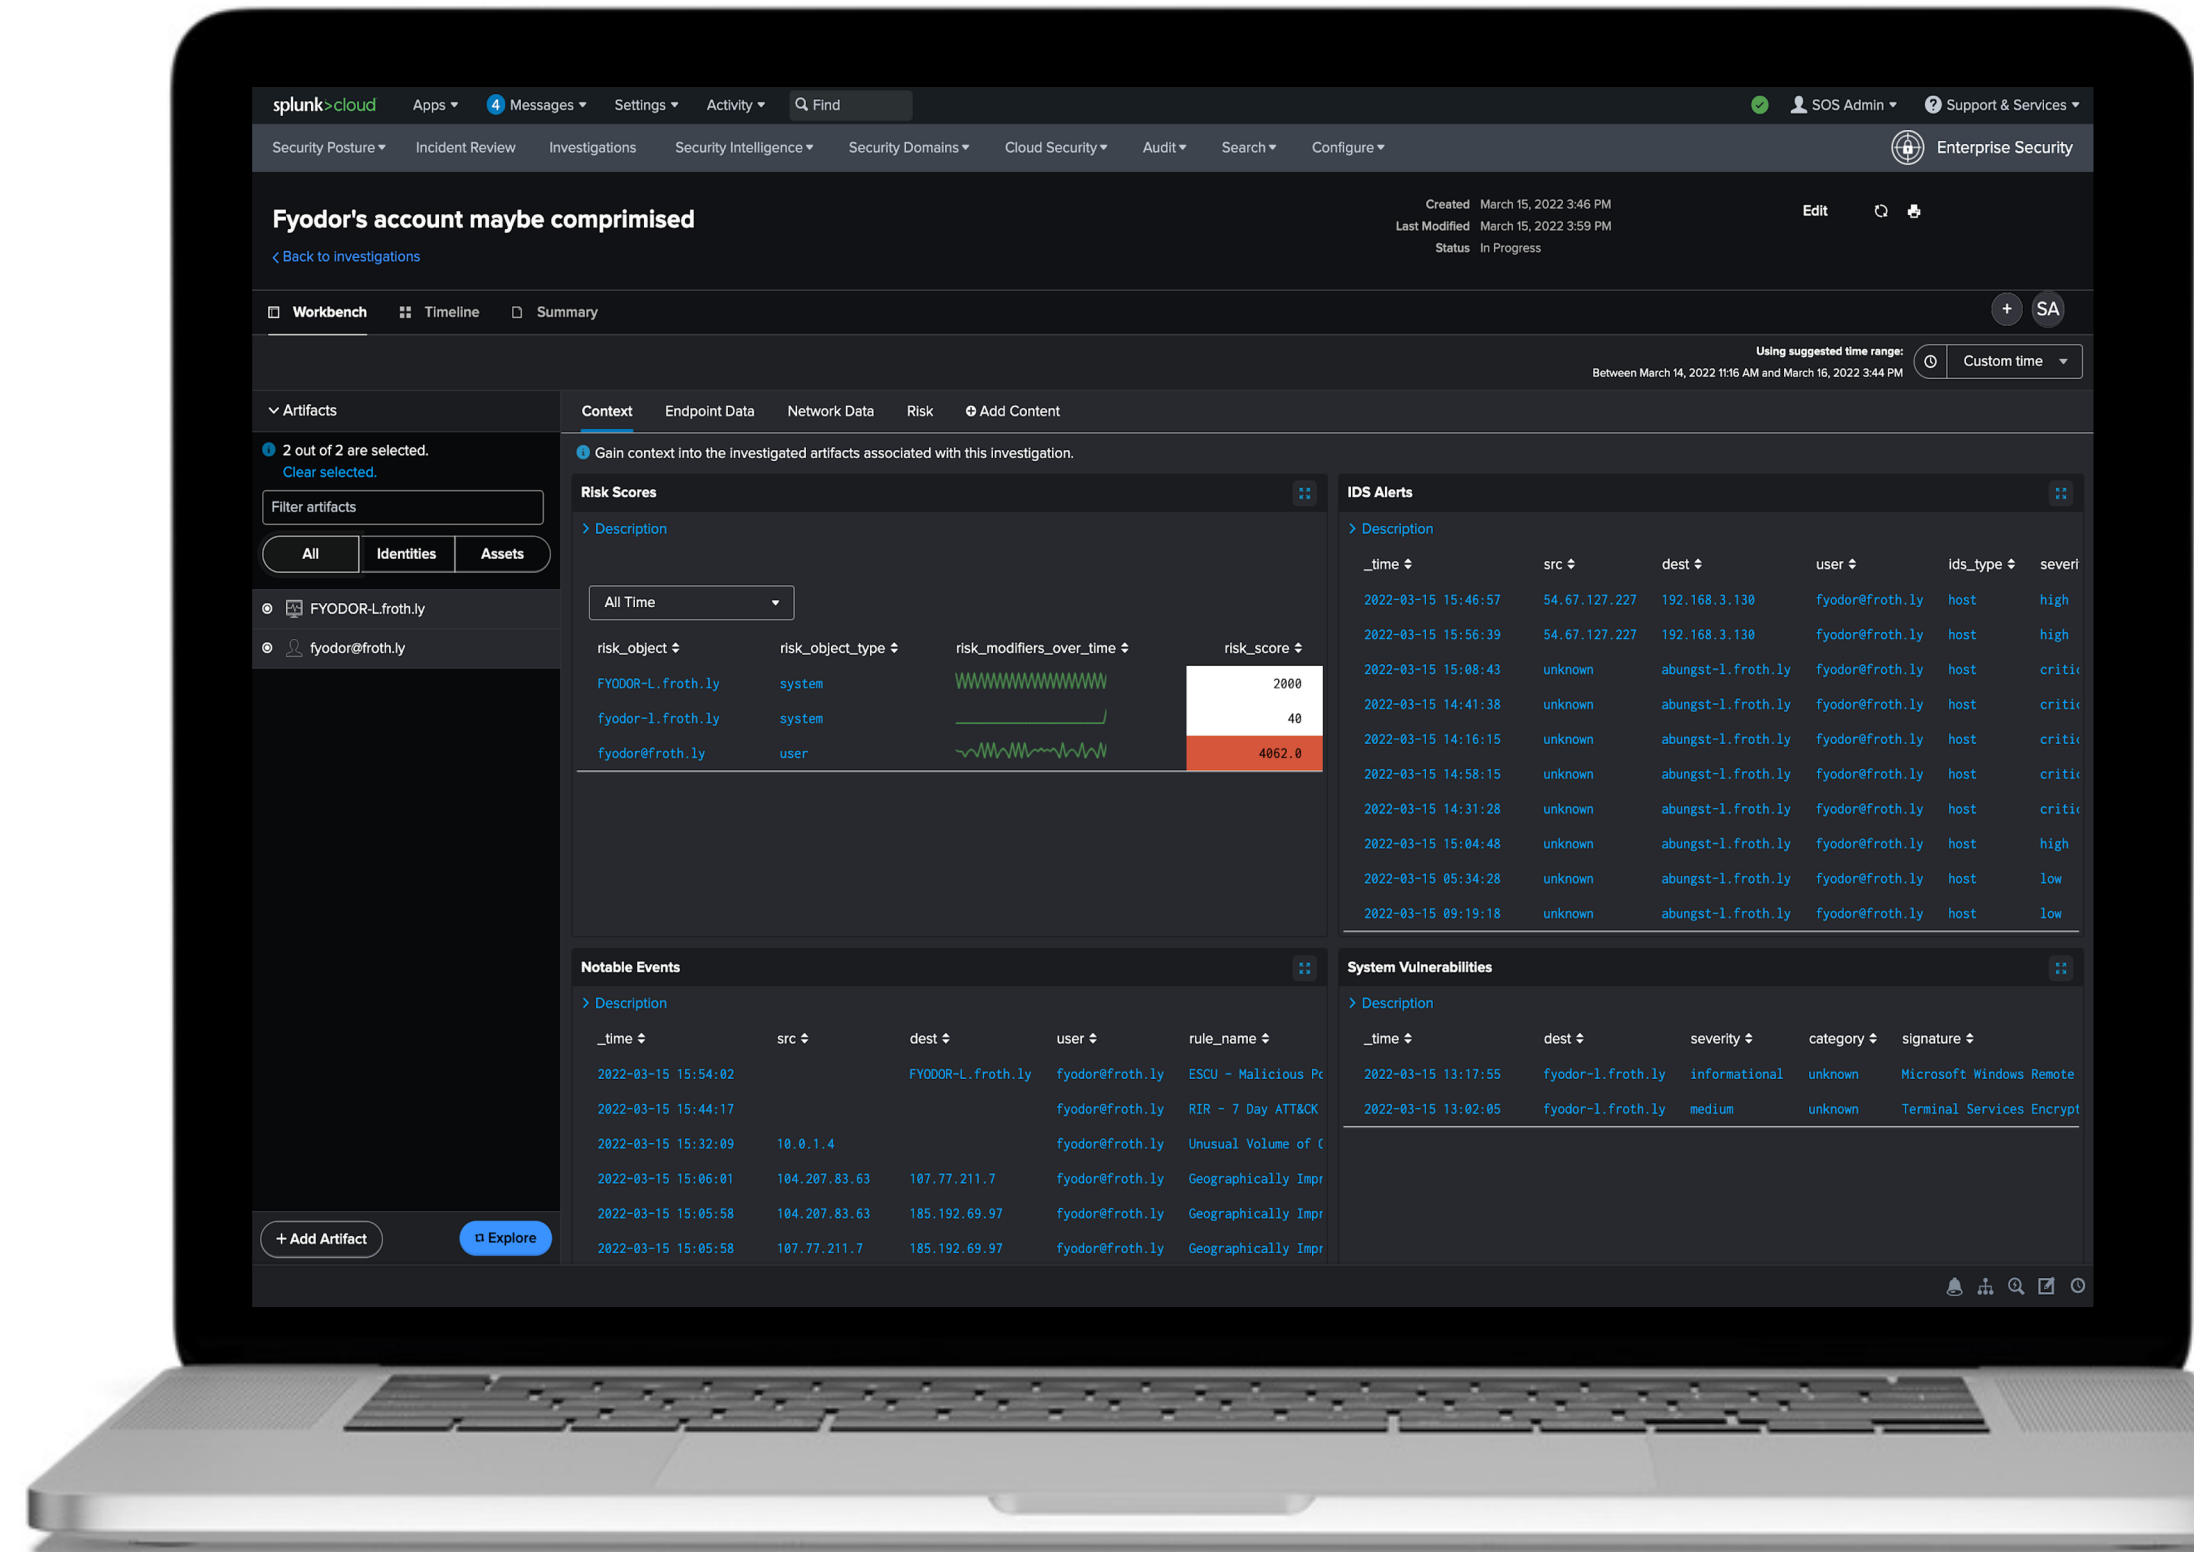 splunk>cloud Apps 4 Messages Settings Activity Find SOS Admin ? Support & Services
Security Posture Incident Review Investigations Security Intelligence Security Domains Cloud Security Audit Search Configure Enterprise Security
Fyodor's account maybe comprimised
Back to investigations
Created March 15, 2022 3:46 PM
Last Modified March 15, 2022 3:59 PM
Status In Progress
Edit
Workbench Timeline Summary
+ SA
Using suggested time range:
Between March 14, 2022 11:16 AM and March 16, 2022 3:44 PM
Custom time
Artifacts
2 out of 2 are selected.
Clear selected.
Filter artifacts
All Identities Assets
FYODOR-L.froth.ly
fyodor@froth.ly
+ Add Artifact Explore
Context Endpoint Data Network Data Risk Add Content
Gain context into the investigated artifacts associated with this investigation.
Risk Scores
> Description
All Time
risk_object risk_object_type risk_modifiers_over_time risk_score
FYODOR-L.froth.ly system 2000
fyodor-l.froth.ly system 40
fyodor@froth.ly user 4062.0
IDS Alerts
> Description
_time src dest user ids_type severi
2022-03-15 15:46:57 54.67.127.227 192.168.3.130 fyodor@froth.ly host high
2022-03-15 15:56:39 54.67.127.227 192.168.3.130 fyodor@froth.ly host high
2022-03-15 15:08:43 unknown abungst-l.froth.ly fyodor@froth.ly host critic
2022-03-15 14:41:38 unknown abungst-l.froth.ly fyodor@froth.ly host critic
2022-03-15 14:16:15 unknown abungst-l.froth.ly fyodor@froth.ly host critic
2022-03-15 14:58:15 unknown abungst-l.froth.ly fyodor@froth.ly host critic
2022-03-15 14:31:28 unknown abungst-l.froth.ly fyodor@froth.ly host critic
2022-03-15 15:04:48 unknown abungst-l.froth.ly fyodor@froth.ly host high
2022-03-15 05:34:28 unknown abungst-l.froth.ly fyodor@froth.ly host low
2022-03-15 09:19:18 unknown abungst-l.froth.ly fyodor@froth.ly host low
Notable Events
> Description
_time src dest user rule_name
2022-03-15 15:54:02 FYODOR-L.froth.ly fyodor@froth.ly ESCU - Malicious Po
2022-03-15 15:44:17 fyodor@froth.ly RIR - 7 Day ATT&CK
2022-03-15 15:32:09 10.0.1.4 fyodor@froth.ly Unusual Volume of
2022-03-15 15:06:01 104.207.83.63 107.77.211.7 fyodor@froth.ly Geographically Impr
2022-03-15 15:05:58 104.207.83.63 185.192.69.97 fyodor@froth.ly Geographically Impr
2022-03-15 15:05:58 107.77.211.7 185.192.69.97 fyodor@froth.ly Geographically Impr
System Vulnerabilities
> Description
_time dest severity category signature
2022-03-15 13:17:55 fyodor-l.froth.ly informational unknown Microsoft Windows Remote
2022-03-15 13:02:05 fyodor-l.froth.ly medium unknown Terminal Services Encrypt